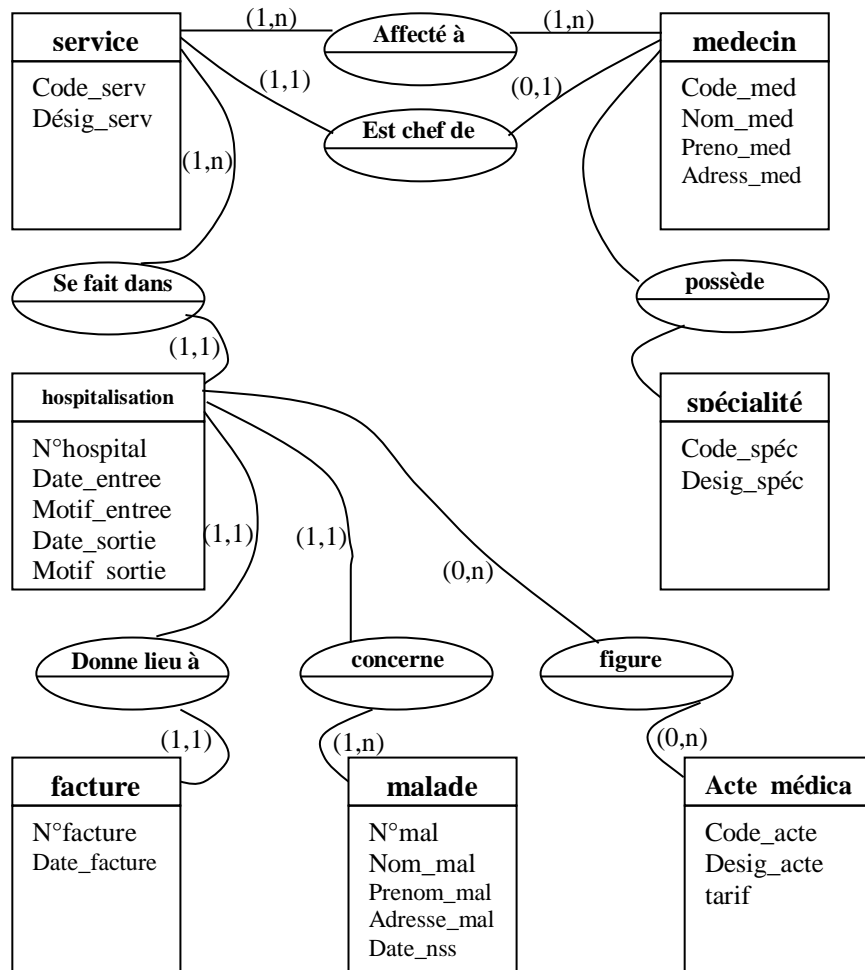 (1,n)
Affecté à
(1,n)
service
medecin
Code_serv
Désig_serv
(1,1)
(0,1)
Code_med
Nom_med
Preno_med
Adress_med
Est chef de
(1,n)
Se fait dans
possède
(1,1)
hospitalisation
spécialité
N°hospital
Date_entree
Motif_entree
Date_sortie
Motif sortie
Code_spéc
Desig_spéc
(1,1)
(1,1)
(0,n)
Donne lieu à
concerne
figure
(1,1)
(1,n)
(0,n)
facture
malade
Acte médica
N°facture
Date_facture
N°mal
Nom_mal
Prenom_mal
Adresse_mal
Date_nss
Code_acte
Desig_acte
tarif